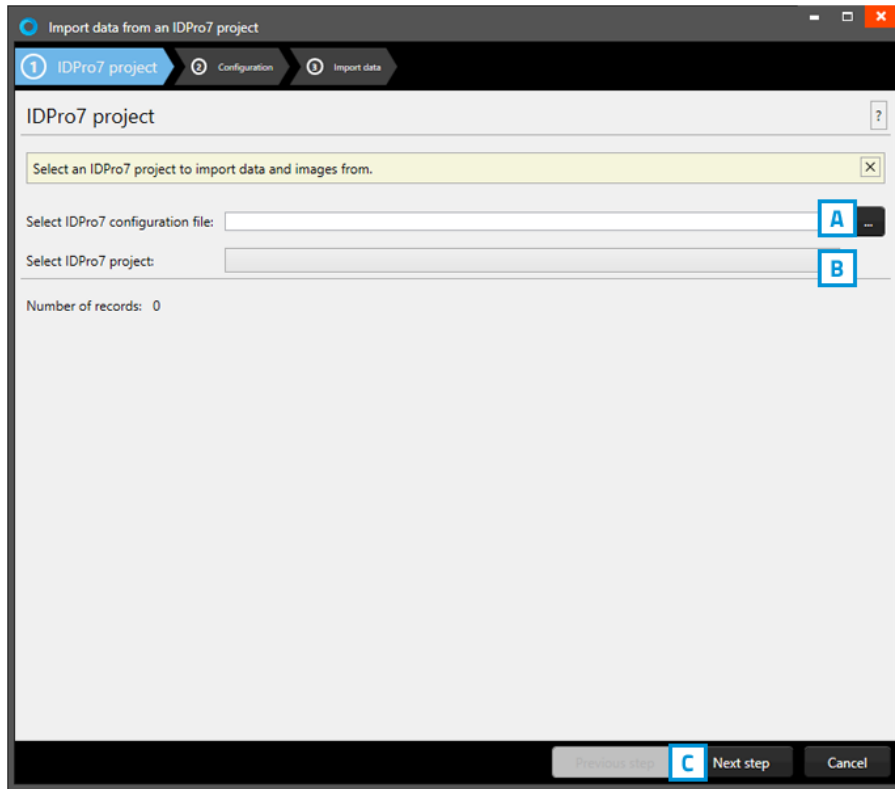 Import data from an IDPro7 project
1 IDPro7 project 2 Configuration 3 Import data
IDPro7 project ?
Select an IDPro7 project to import data and images from.
Select IDPro7 configuration file: A ...
Select IDPro7 project: B
Number of records: 0
Previous step C Next step Cancel